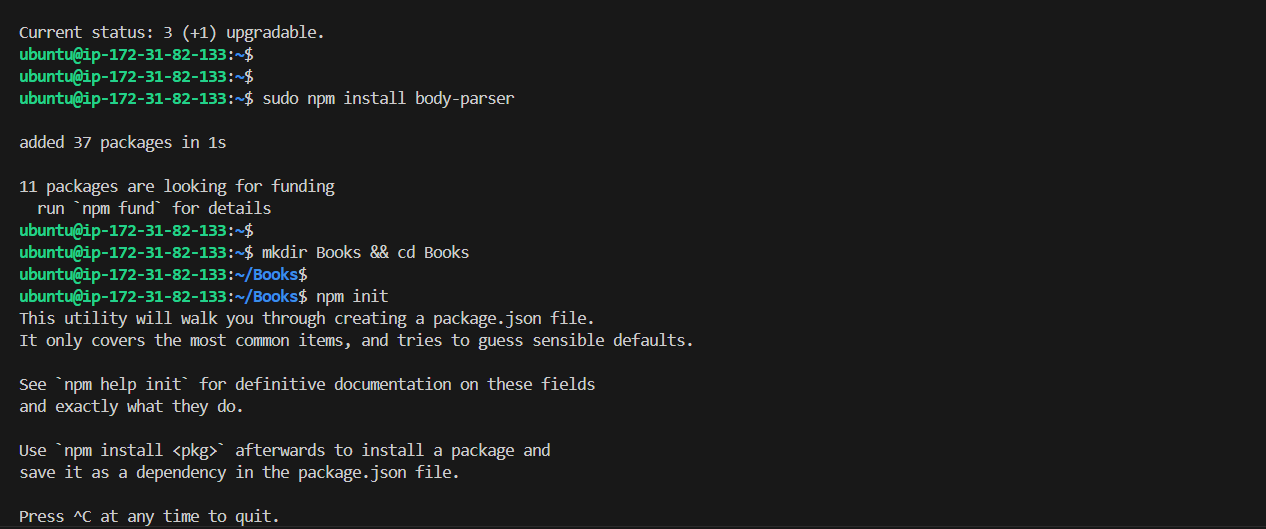 Current status: 3 (+1) upgradable.
ubuntu@ip-172-31-82-133:~$
ubuntu@ip-172-31-82-133:~$
ubuntu@ip-172-31-82-133:~$ sudo npm install body-parser
added 37 packages in 1s
11 packages are looking for funding
  run `npm fund` for details
ubuntu@ip-172-31-82-133:~$
ubuntu@ip-172-31-82-133:~$ mkdir Books && cd Books
ubuntu@ip-172-31-82-133:~/Books$
ubuntu@ip-172-31-82-133:~/Books$ npm init
This utility will walk you through creating a package.json file.
It only covers the most common items, and tries to guess sensible defaults.
See `npm help init` for definitive documentation on these fields
and exactly what they do.
Use `npm install <pkg>` afterwards to install a package and
save it as a dependency in the package.json file.
Press ^C at any time to quit.